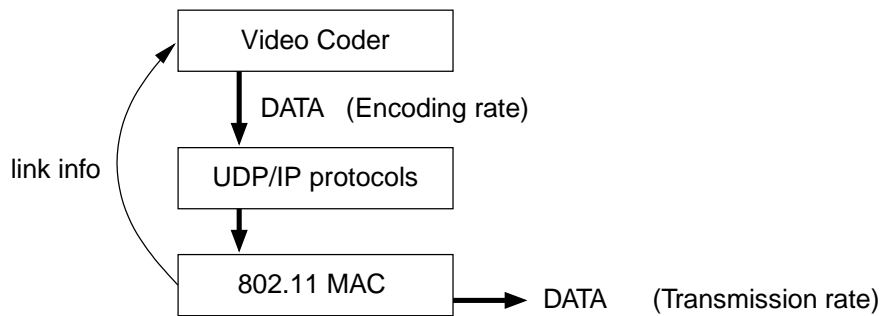 Video Coder
DATA (Encoding rate)
link info
UDP/IP protocols
802.11 MAC
DATA (Transmission rate)